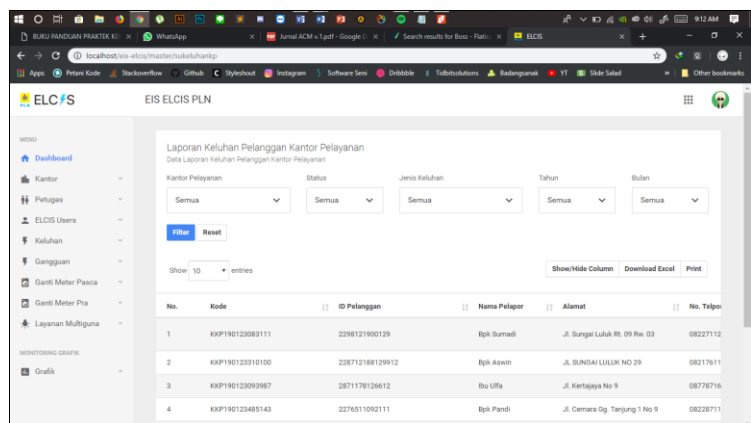 9:12 AM
BUKU PANDUAN PRAKTEK KE
WhatsApp
Jurnal ACM v.1.pdf - Google D
Search results for Boss - Flatic
ELCIS
localhost/eis-elcis/master/sukeluhankp
Apps
Petani Kode
Stackoverflow
Github
Styleshout
Instagram
Software Seni
Dribbble
Tidbitsolutions
Badangsanak
YT
Slide Salad
Other bookmarks
PLN
ELC S
EIS ELCIS PLN
MENU
Dashboard
Kantor
Petugas
ELCIS Users
Keluhan
Gangguan
Ganti Meter Pasca
Ganti Meter Pra
Layanan Multiguna
MONITORING GRAFIK
Grafik
Laporan Keluhan Pelanggan Kantor Pelayanan
Data Laporan Keluhan Pelanggan Kantor Pelayanan
Kantor Pelayanan Status Jenis Keluhan Tahun Bulan
Semua Semua Semua Semua Semua
Filter Reset
Show 10 entries
Show/Hide Column Download Excel Print
No. Kode ID Pelanggan Nama Pelapor Alamat No. Telpo
1 KKP190123083111 2298121900129 Bpk Sumadi Jl. Sungai Luluk Rt. 09 Rw. 03 08227112
2 KKP190123310100 228712188129912 Bpk Aswin JL SUNGAI LULUK NO 29 08217611
3 KKP190123093987 2871178126612 Ibu Ulfa Jl. Kertajaya No 9 08778716
4 KKP190123485143 2276511092111 Bpk Pandi Jl. Cemara Gg. Tanjung 1 No 9 08228711